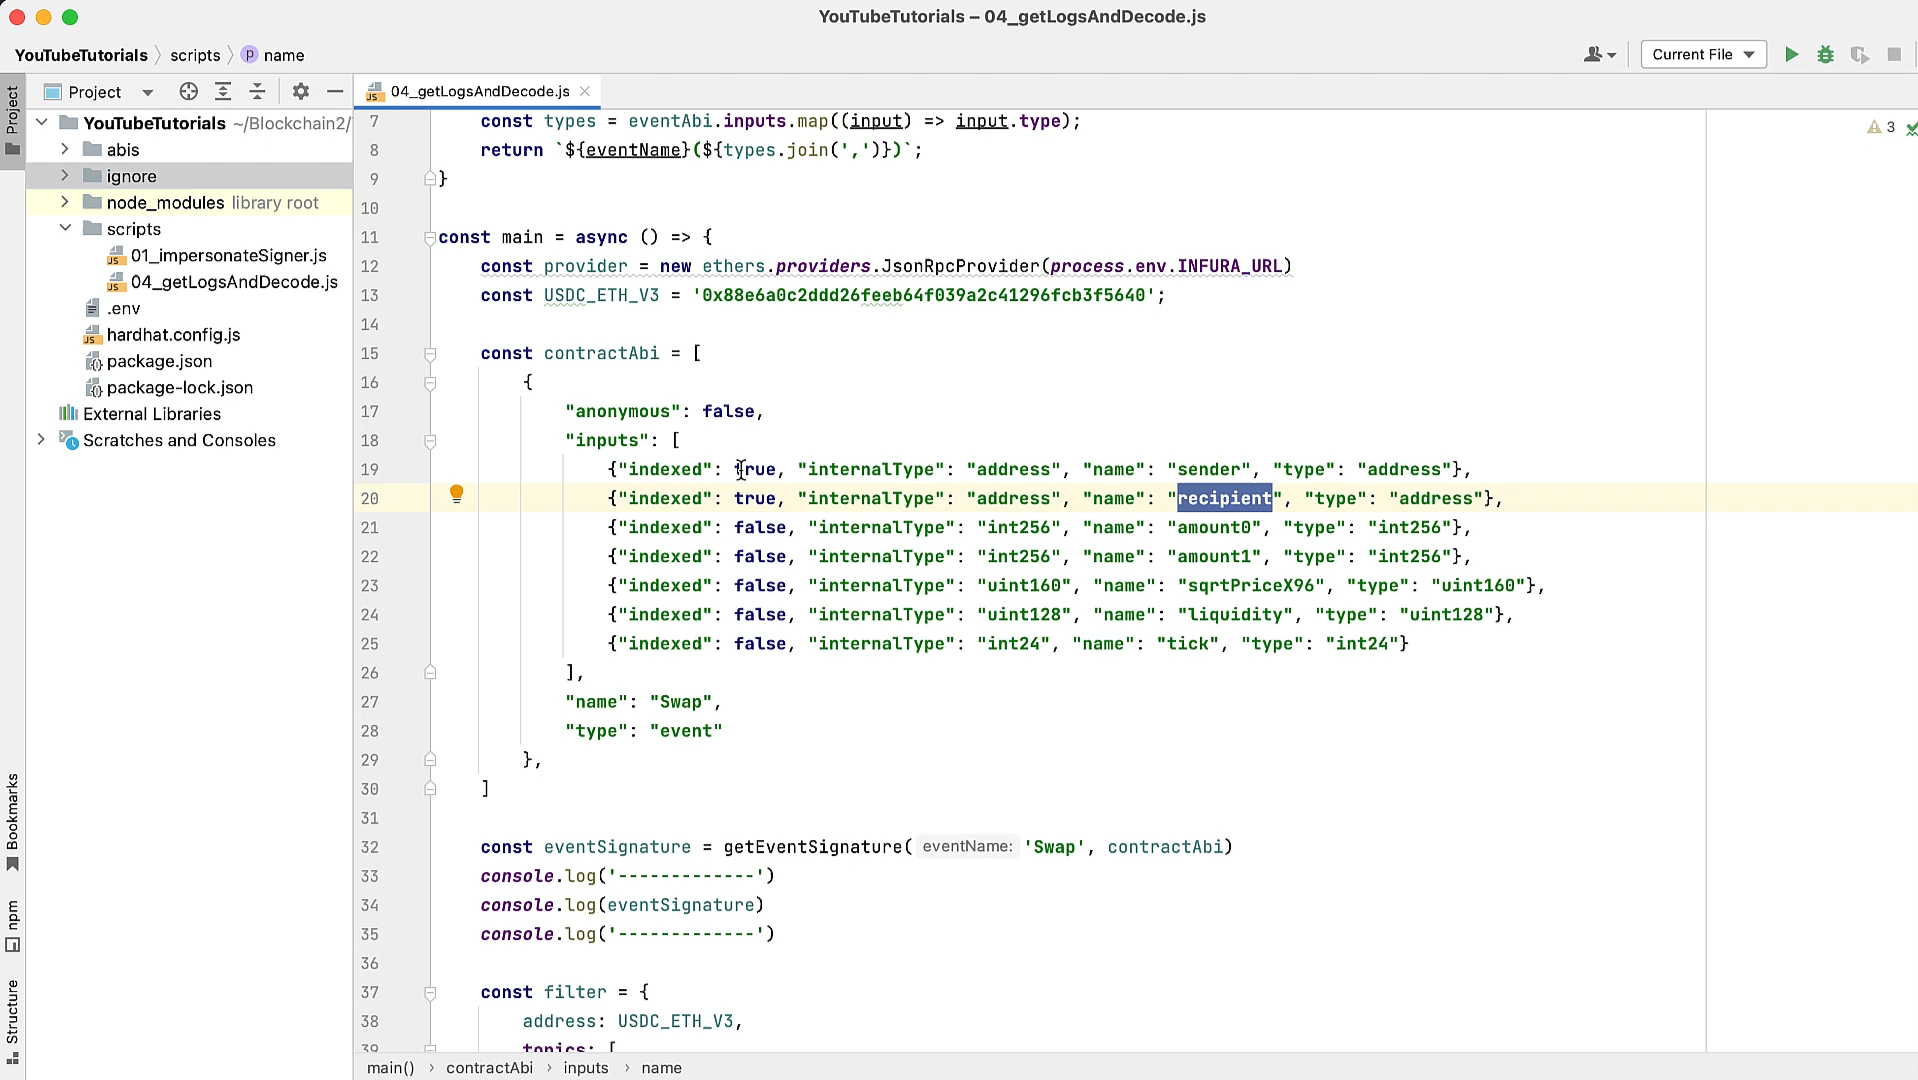 YouTubeTutorials – 04_getLogsAndDecode.js
YouTubeTutorials scripts p name
Current File
Project
04_getLogsAndDecode.js
Project
YouTubeTutorials ~/Blockchain2/
abis
ignore
node_modules library root
scripts
01_impersonateSigner.js
04_getLogsAndDecode.js
.env
hardhat.config.js
package.json
package-lock.json
External Libraries
Scratches and Consoles
Bookmarks
npm
Structure
3
7 const types = eventAbi.inputs.map((input) => input.type);
8 return `${eventName}(${types.join(',')})`;
9 }
10
11 const main = async () => {
12 const provider = new ethers.providers.JsonRpcProvider(process.env.INFURA_URL)
13 const USDC_ETH_V3 = '0x88e6a0c2ddd26feeb64f039a2c41296fcb3f5640';
14
15 const contractAbi = [
16 {
17 "anonymous": false,
18 "inputs": [
19 {"indexed": true, "internalType": "address", "name": "sender", "type": "address"},
20 {"indexed": true, "internalType": "address", "name": "recipient", "type": "address"},
21 {"indexed": false, "internalType": "int256", "name": "amount0", "type": "int256"},
22 {"indexed": false, "internalType": "int256", "name": "amount1", "type": "int256"},
23 {"indexed": false, "internalType": "uint160", "name": "sqrtPriceX96", "type": "uint160"},
24 {"indexed": false, "internalType": "uint128", "name": "liquidity", "type": "uint128"},
25 {"indexed": false, "internalType": "int24", "name": "tick", "type": "int24"}
26 ],
27 "name": "Swap",
28 "type": "event"
29 },
30 ]
31
32 const eventSignature = getEventSignature( eventName: 'Swap', contractAbi)
33 console.log('-------------')
34 console.log(eventSignature)
35 console.log('-------------')
36
37 const filter = {
38 address: USDC_ETH_V3,
39 topics: [
main() contractAbi inputs name